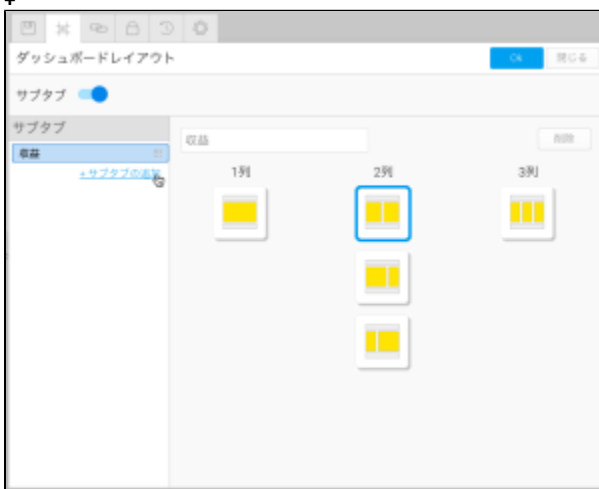 ダッシュボードレイアウト
Ok
閉じる
サブタブ
サブタブ
収益
+サブタブの追加
収益
削除
1列
2列
3列